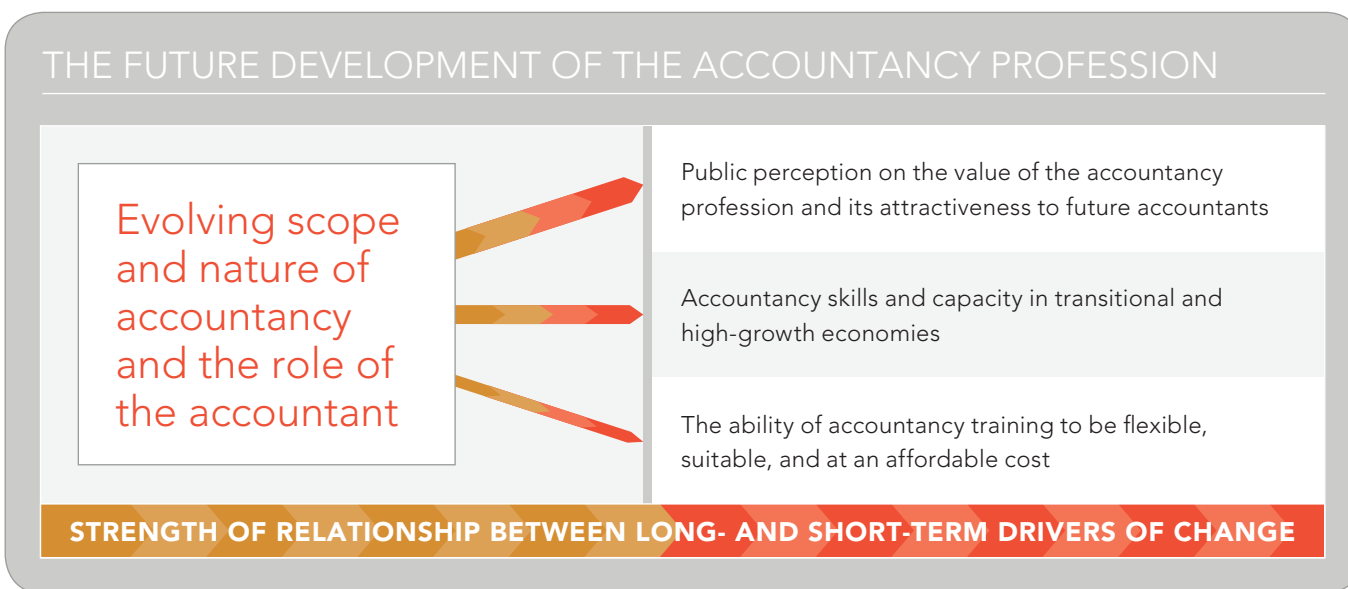 THE FUTURE DEVELOPMENT OF THE ACCOUNTANCY PROFESSION
Evolving scope
and nature of
accountancy
and the role of
the accountant
Public perception on the value of the accountancy
profession and its attractiveness to future accountants
Accountancy skills and capacity in transitional and
high-growth economies
The ability of accountancy training to be flexible,
suitable, and at an affordable cost
STRENGTH OF RELATIONSHIP BETWEEN LONG- AND SHORT-TERM DRIVERS OF CHANGE